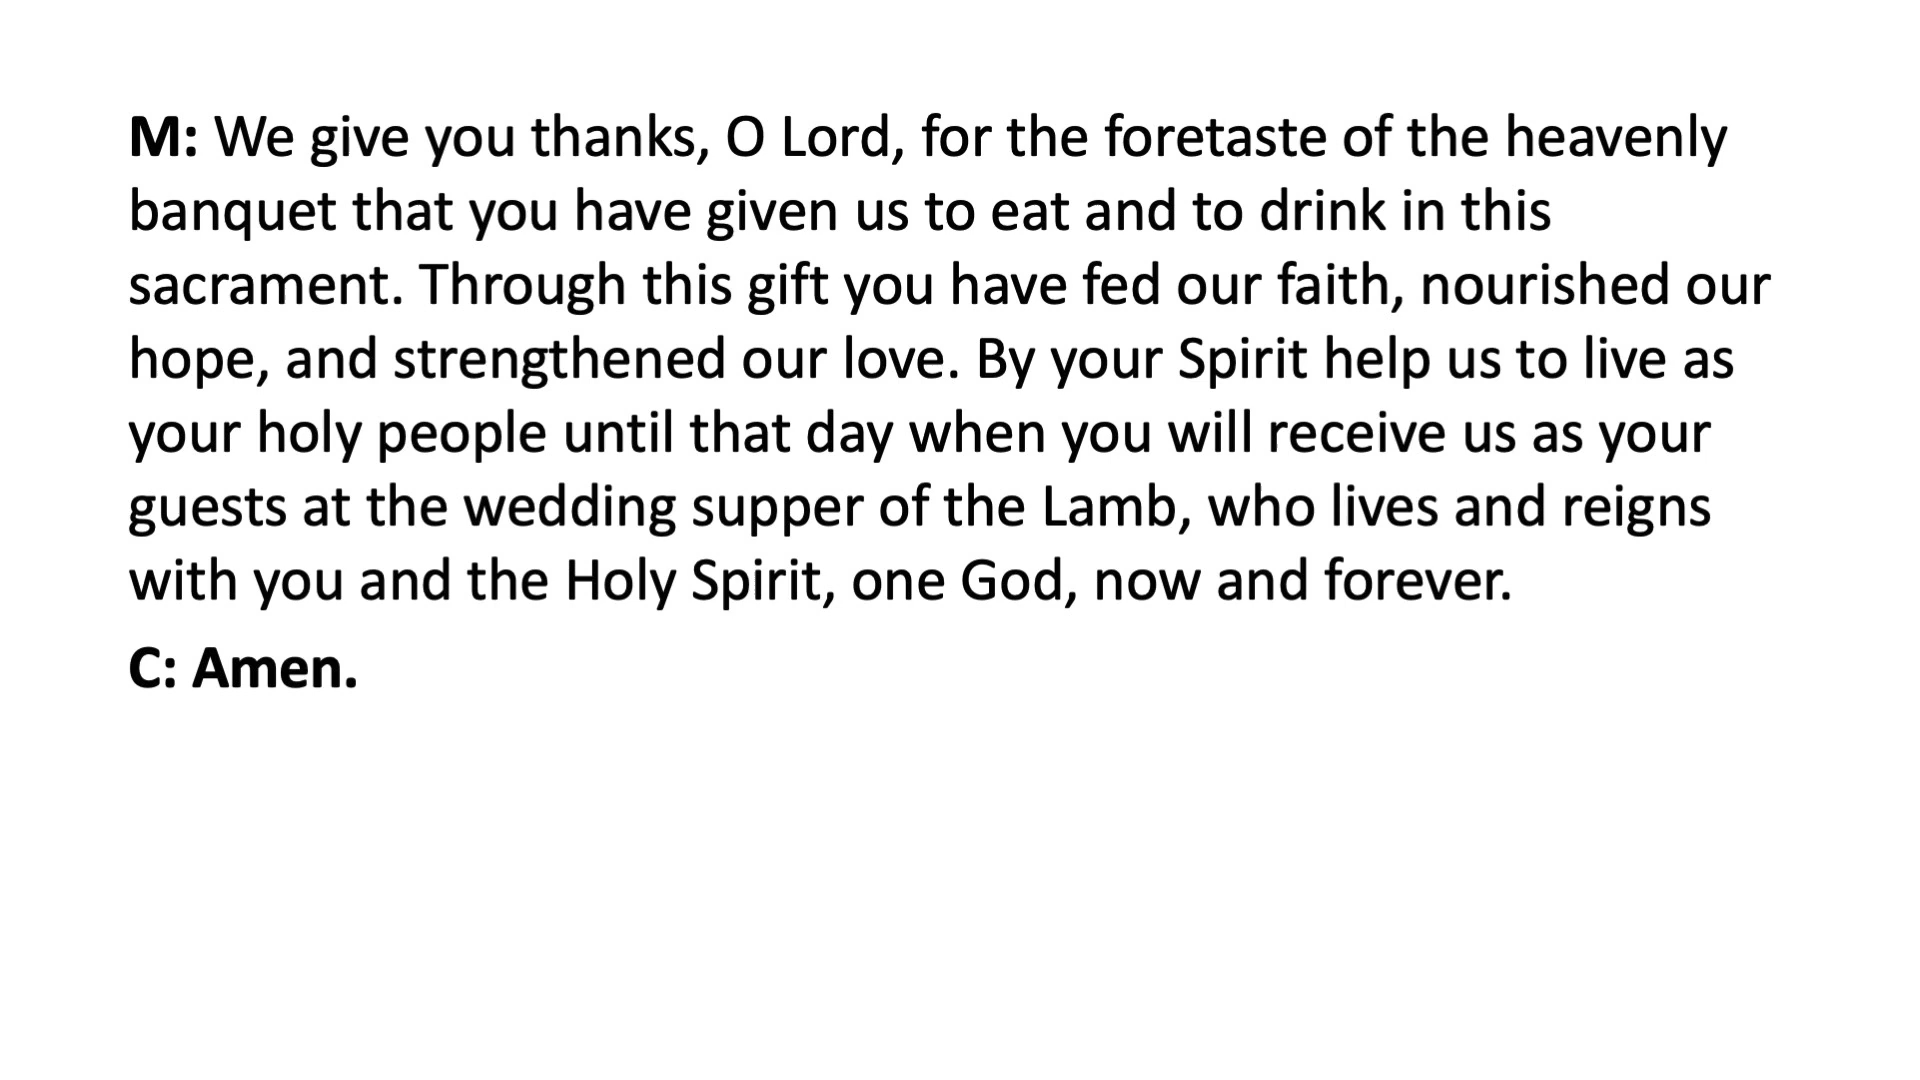 M: We give you thanks, O Lord, for the foretaste of the heavenly
banquet that you have given us to eat and to drink in this
sacrament. Through this gift you have fed our faith, nourished our
hope, and strengthened our love. By your Spirit help us to live as
your holy people until that day when you will receive us as your
guests at the wedding supper of the Lamb, who lives and reigns
with you and the Holy Spirit, one God, now and forever.
C: Amen.